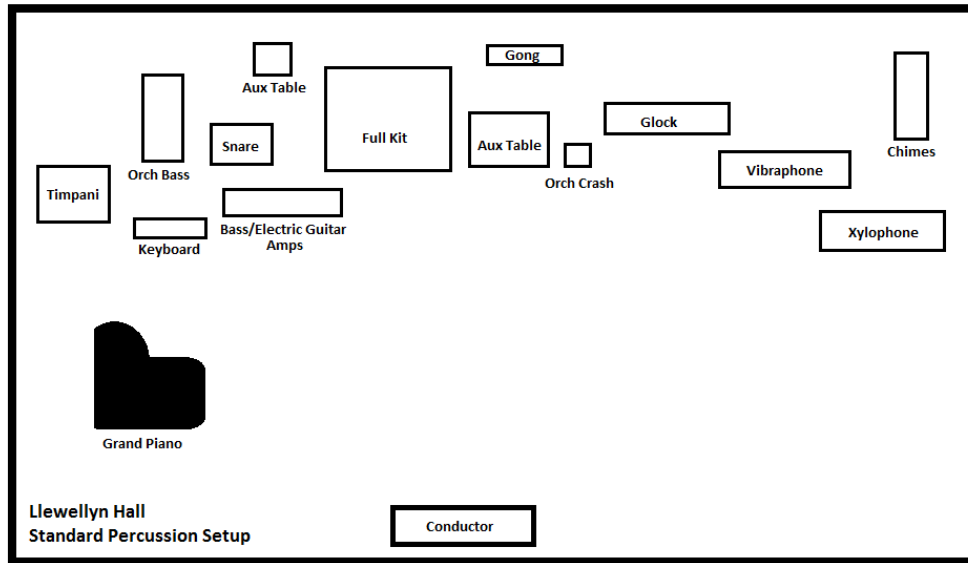 Gong
Aux Table
Glock
Full Kit
Snare
Aux Table
Chimes
Orch Bass
Vibraphone
Orch Crash
Timpani
Bass/Electric Guitar
Amps
Xylophone
Keyboard
Grand Piano
Llewellyn Hall
Standard Percussion Setup
Conductor